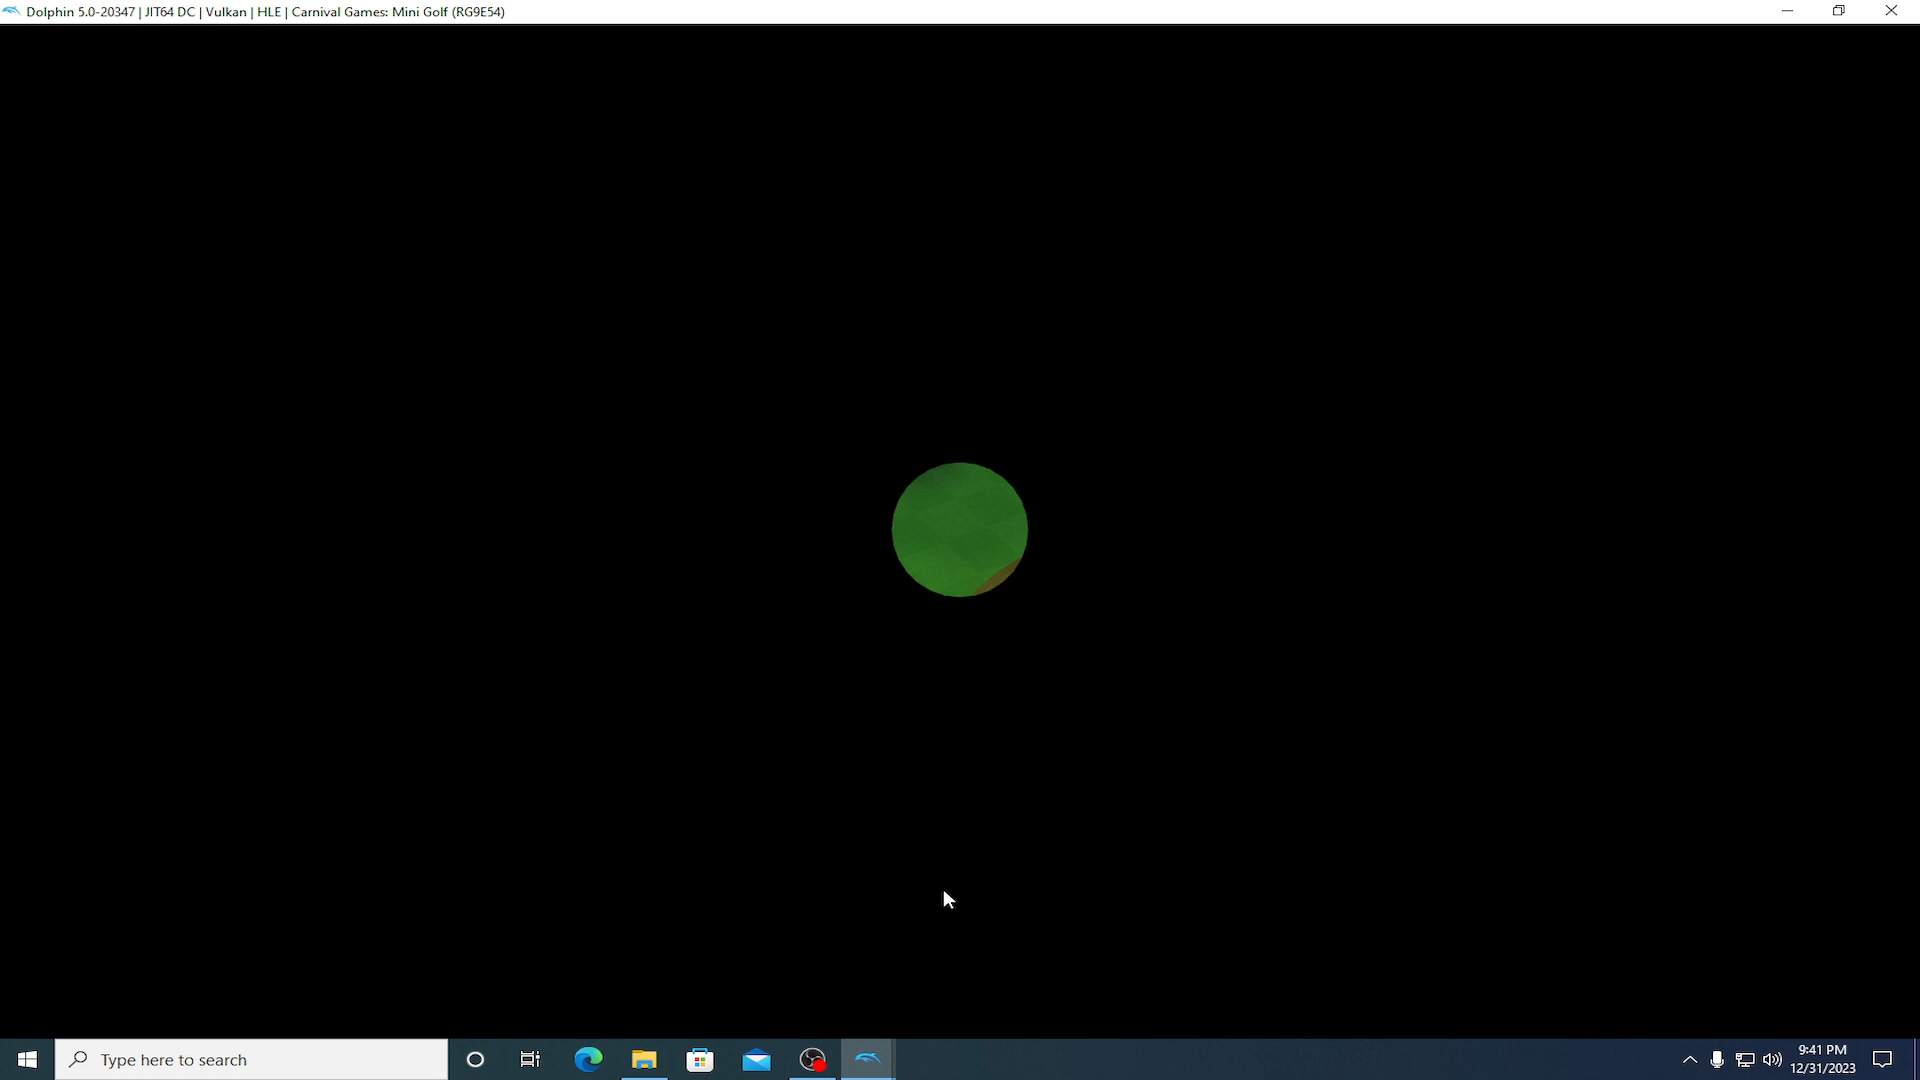 Dolphin 5.0-20347 | JIT64 DC | Vulkan | HLE | Carnival Games: Mini Golf (RG9E54)
Type here to search
9:41 PM
12/31/2023